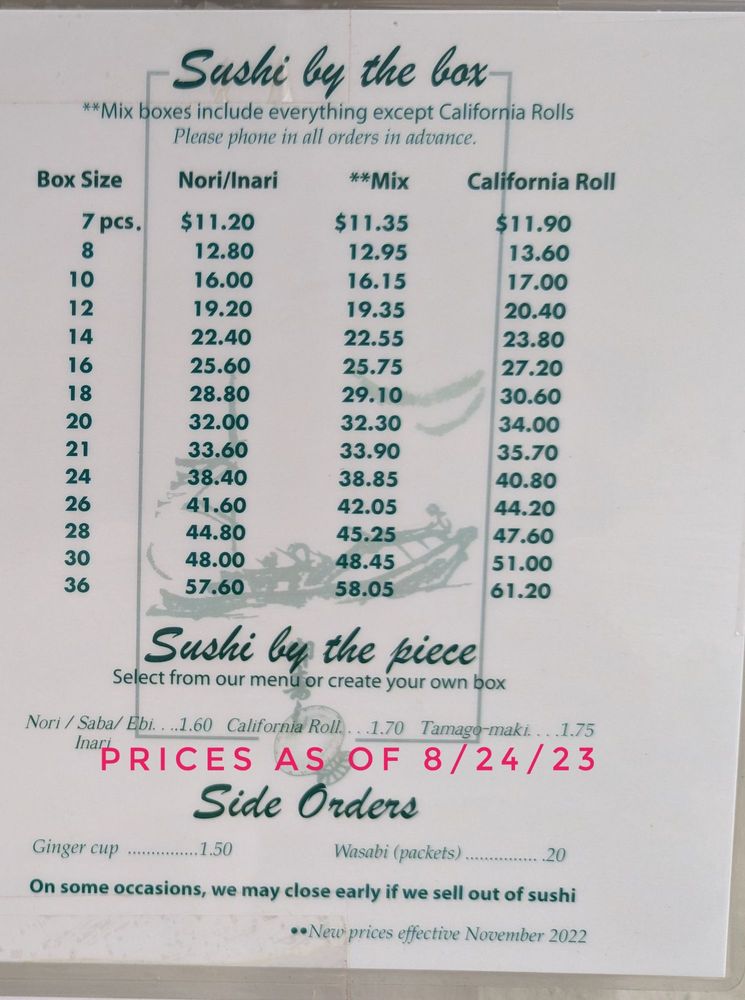 Sushi by the box
**Mix boxes include everything except California Rolls
Please phone in all orders in advance.
Box Size Nori/Inari **Mix California Roll
7 pcs. $11.20 $11.35 $11.90
8 12.80 12.95 13.60
10 16.00 16.15 17.00
12 19.20 19.35 20.40
14 22.40 22.55 23.80
16 25.60 25.75 27.20
18 28.80 29.10 30.60
20 32.00 32.30 34.00
21 33.60 33.90 35.70
24 38.40 38.85 40.80
26 41.60 42.05 44.20
28 44.80 45.25 47.60
30 48.00 48.45 51.00
36 57.60 58.05 61.20
Sushi by the piece
Select from our menu or create your own box
Nori / Saba/ Ebi. . . .1.60 California Roll. . . .1.70 Tamago-maki. . . .1.75
Inari
PRICES AS OF 8/24/23
Side Orders
Ginger cup ...............1.50 Wasabi (packets) ............... .20
On some occasions, we may close early if we sell out of sushi
••New prices effective November 2022